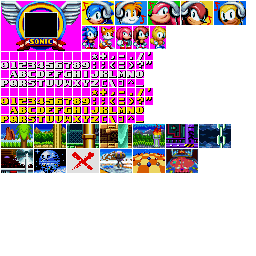 SONIC
*+,-./
0123456789:;<=>?
ABCDEFGHIJKLMNO
PQRSTUVWXYZ[\]^
*+,-./
0123456789:;<=>?
ABCDEFGHIJKLMNO
PQRSTUVWXYZ[\]^